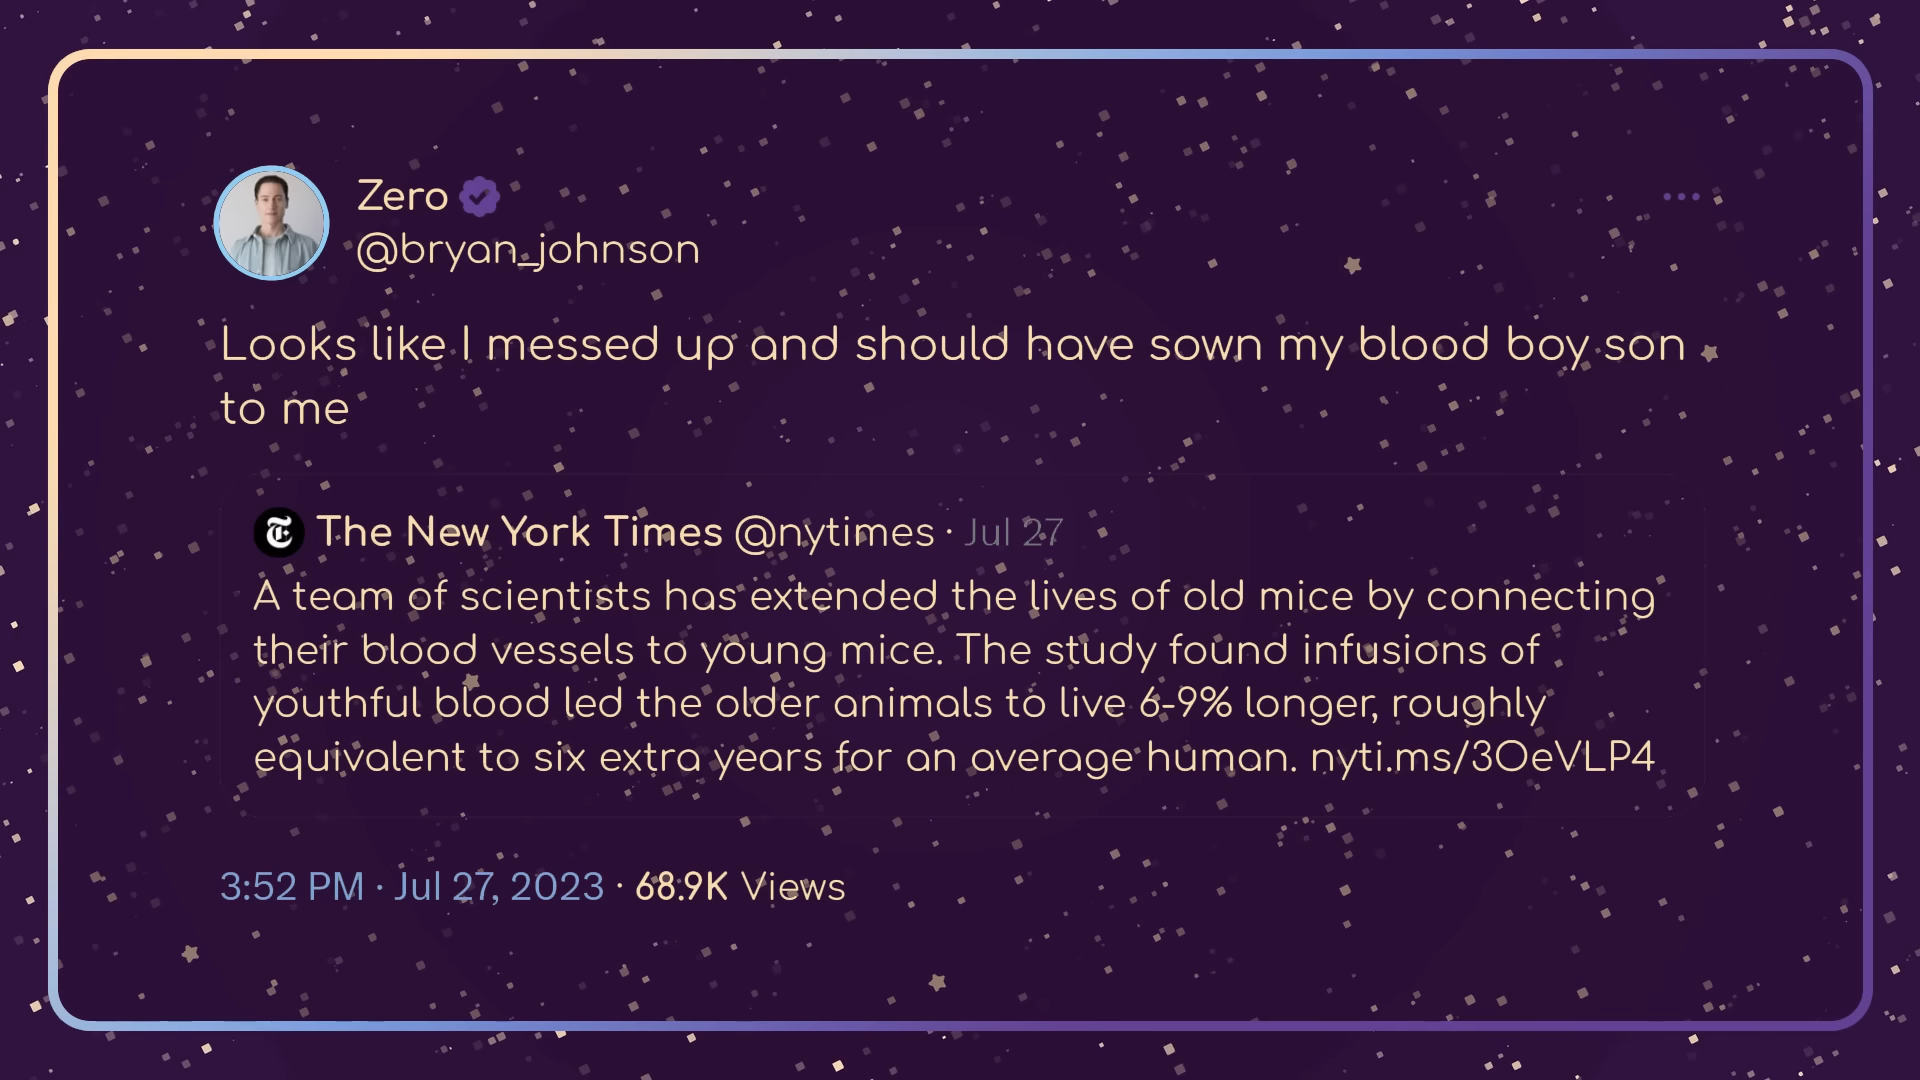 Zero
@bryan_johnson
Looks like I messed up and should have sown my blood boy son
to me
The New York Times @nytimes · Jul 27
A team of scientists has extended the lives of old mice by connecting
their blood vessels to young mice. The study found infusions of
youthful blood led the older animals to live 6-9% longer, roughly
equivalent to six extra years for an average human. nyti.ms/3OeVLP4
3:52 PM · Jul 27, 2023 · 68.9K Views